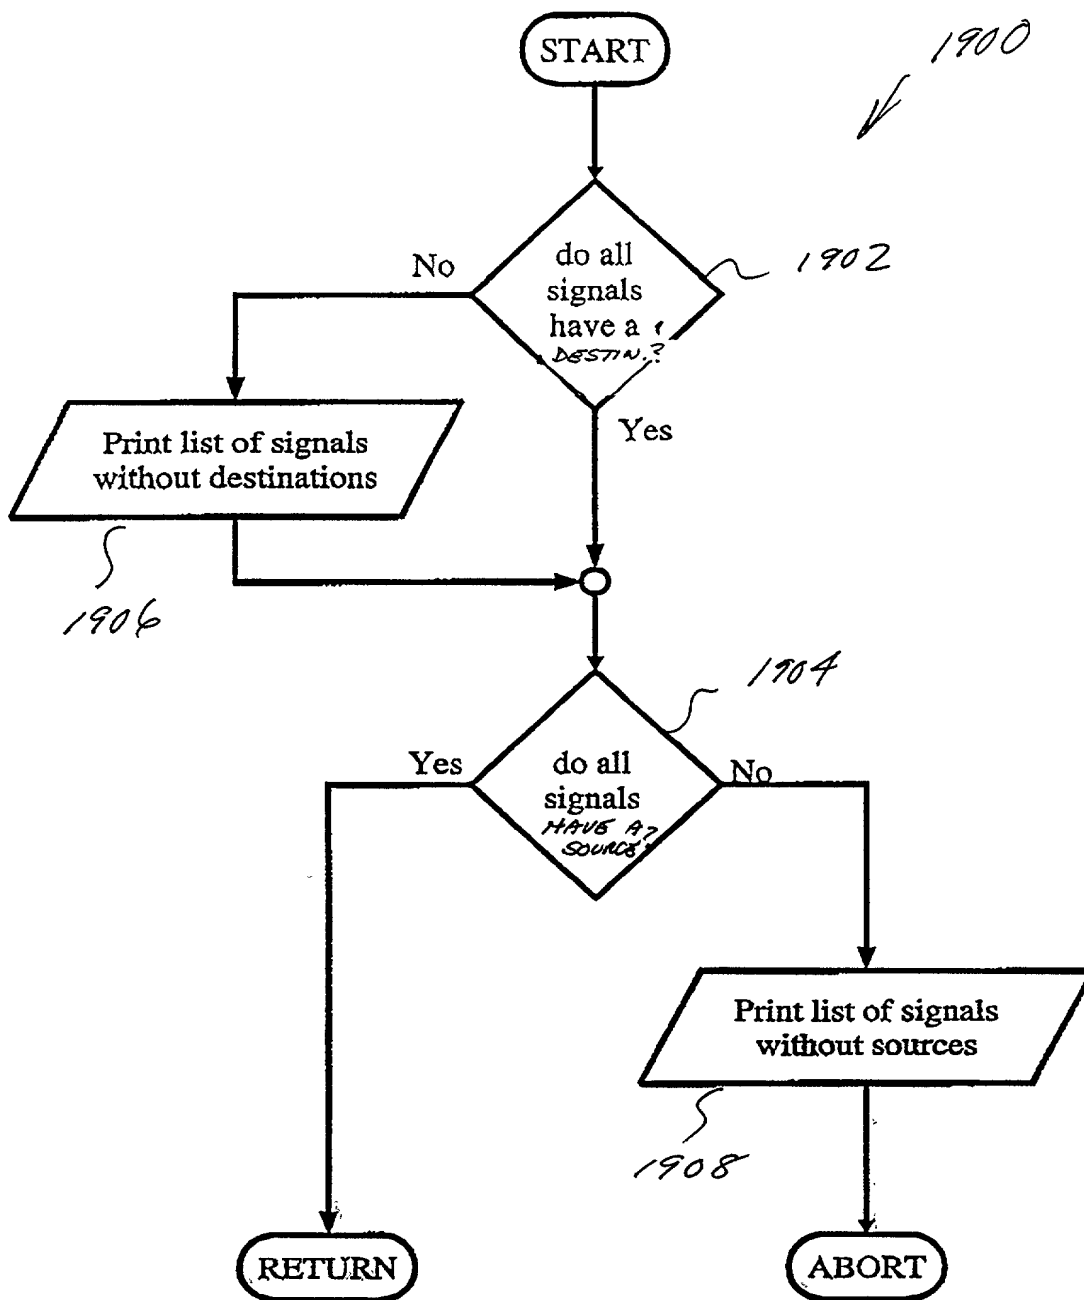 START
1900
do all
signals
have a
DESTIN.?
1902
No
Yes
Print list of signals
without destinations
1906
1904
do all
signals
HAVE A
SOURCE?
Yes
No
Print list of signals
without sources
1908
RETURN
ABORT